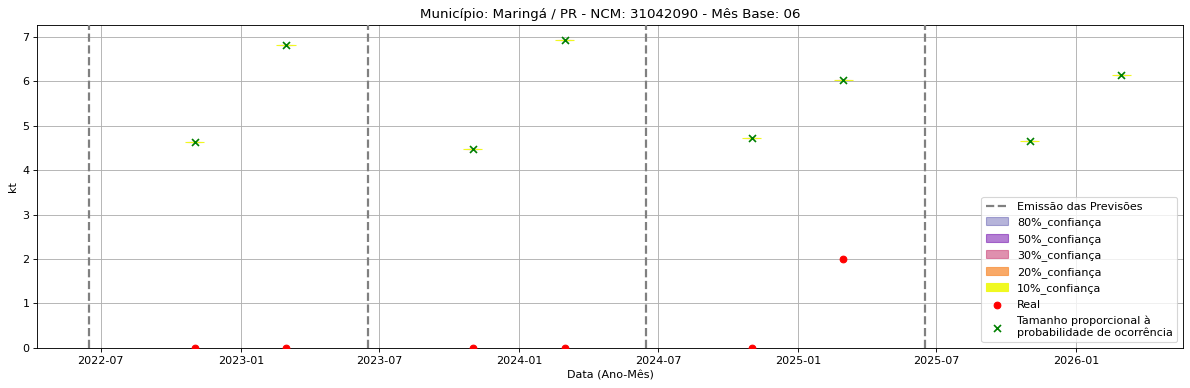 Município: Maringá / PR - NCM: 31042090 - Mês Base: 06
kt
7
6
5
4
3
2
1
0
Emissão das Previsões
80%_confiança
50%_confiança
30%_confiança
20%_confiança
10%_confiança
Real
Tamanho proporcional à
probabilidade de ocorrência
2022-07
2023-01
2023-07
2024-01
2024-07
2025-01
2025-07
2026-01
Data (Ano-Mês)